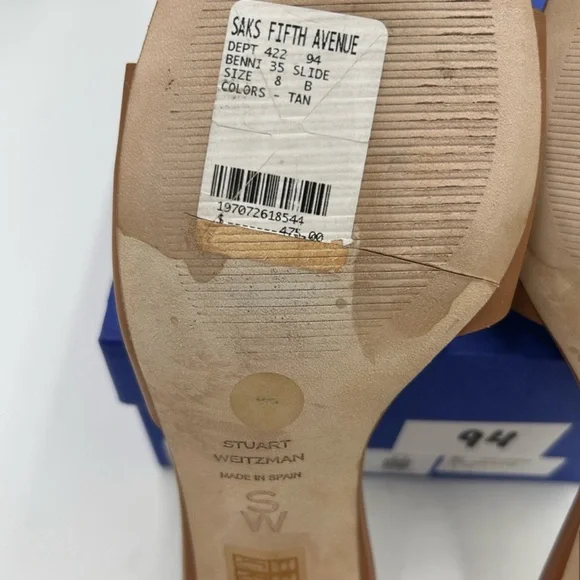 SAKS FIFTH AVENUE
DEPT 422 94
BENNI 35 SLIDE
SIZE 8 B
COLORS - TAN
197072618544
$ -------475.00
STUART
WEITZMAN
MADE IN SPAIN
SW
94